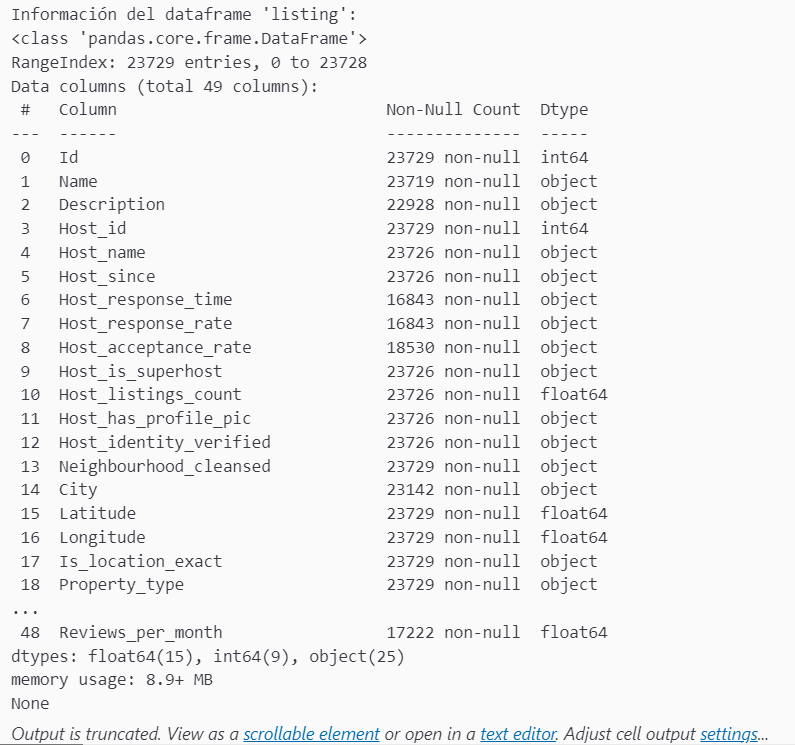 Información del dataframe 'listing':
<class 'pandas.core.frame.DataFrame'>
RangeIndex: 23729 entries, 0 to 23728
Data columns (total 49 columns):
 #   Column                       Non-Null Count  Dtype
---  ------                       --------------  -----
 0   Id                           23729 non-null  int64
 1   Name                         23719 non-null  object
 2   Description                  22928 non-null  object
 3   Host_id                      23729 non-null  int64
 4   Host_name                    23726 non-null  object
 5   Host_since                   23726 non-null  object
 6   Host_response_time           16843 non-null  object
 7   Host_response_rate           16843 non-null  object
 8   Host_acceptance_rate         18530 non-null  object
 9   Host_is_superhost            23726 non-null  object
 10  Host_listings_count          23726 non-null  float64
 11  Host_has_profile_pic         23726 non-null  object
 12  Host_identity_verified       23726 non-null  object
 13  Neighbourhood_cleansed       23729 non-null  object
 14  City                         23142 non-null  object
 15  Latitude                     23729 non-null  float64
 16  Longitude                    23729 non-null  float64
 17  Is_location_exact            23729 non-null  object
 18  Property_type                23729 non-null  object
...
 48  Reviews_per_month            17222 non-null  float64
dtypes: float64(15), int64(9), object(25)
memory usage: 8.9+ MB
None
Output is truncated. View as a scrollable element or open in a text editor. Adjust cell output settings...